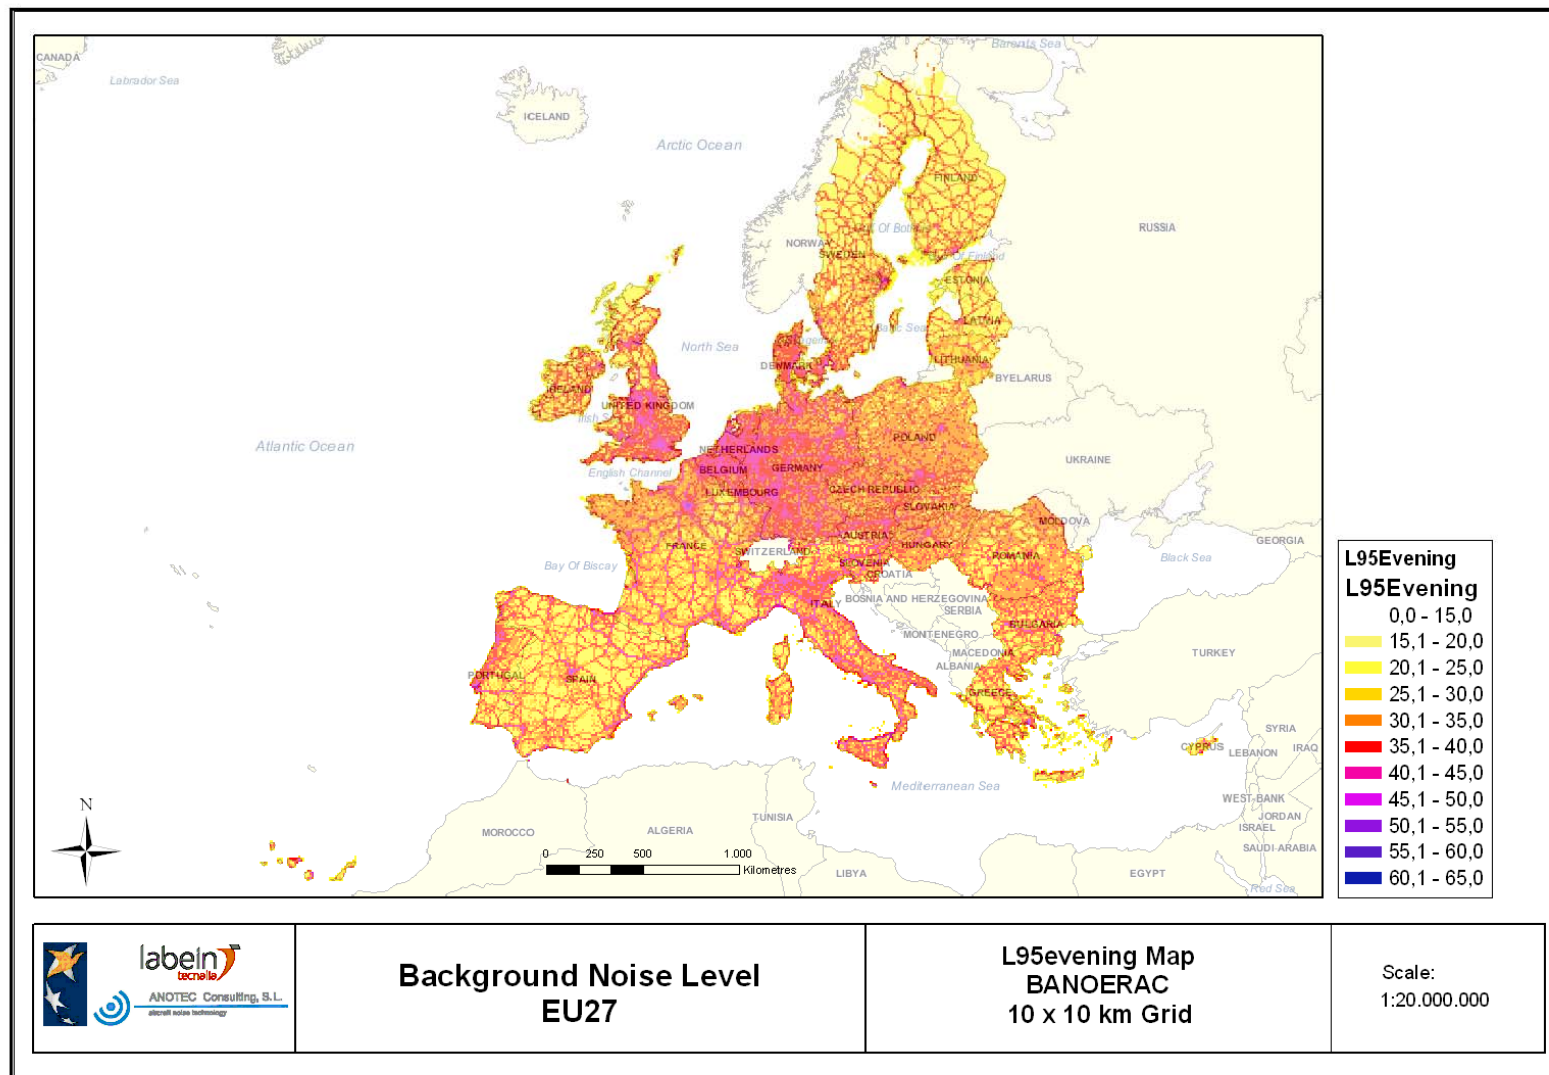 CANADA
Labrador Sea
ICELAND
Arctic Ocean
Barents Sea
FINLAND
RUSSIA
NORWAY
SWEDEN
ESTONIA
LATVIA
Baltic Sea
LITHUANIA
North Sea
DENMARK
BYELARUS
IRELAND
UNITED KINGDOM
Atlantic Ocean
NETHERLANDS
POLAND
UKRAINE
English Channel
BELGIUM
GERMANY
LUXEMBOURG
CZECH REPUBLIC
SLOVAKIA
MOLDOVA
AUSTRIA
HUNGARY
FRANCE
SWITZERLAND
ROMANIA
GEORGIA
Black Sea
Bay Of Biscay
SLOVENIA
CROATIA
BOSNIA AND HERZEGOVINA
ITALY
SERBIA
BULGARIA
MONTENEGRO
MACEDONIA
ALBANIA
TURKEY
PORTUGAL
SPAIN
GREECE
SYRIA
CYPRUS
LEBANON
IRAQ
Mediterranean Sea
WEST-BANK
JORDAN
ISRAEL
SAUDI-ARABIA
TUNISIA
MOROCCO
ALGERIA
LIBYA
EGYPT
Red Sea
N
0 250 500 1.000
Kilometres
L95Evening
L95Evening
0,0 - 15,0
15,1 - 20,0
20,1 - 25,0
25,1 - 30,0
30,1 - 35,0
35,1 - 40,0
40,1 - 45,0
45,1 - 50,0
50,1 - 55,0
55,1 - 60,0
60,1 - 65,0
labein
tecnalia
ANOTEC Consulting, S.L.
aircraft noise technology
Background Noise Level
EU27
L95evening Map
BANOERAC
10 x 10 km Grid
Scale:
1:20.000.000